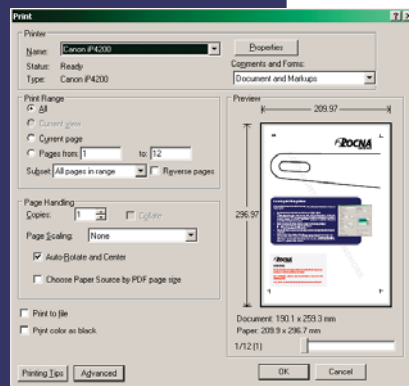 Print
Printer
Name: Canon iP4200
Properties
Status: Ready
Type: Canon iP4200
Comments and Forms:
Document and Markups
Print Range
All
Current view
Current page
Pages from: 1 to: 12
Subset: All pages in range
Reverse pages
Page Handling
Copies: 1
Collate
Page Scaling: None
Auto-Rotate and Center
Choose Paper Source by PDF page size
Print to file
Print color as black
Printing Tips
Advanced
Preview
209.97
296.97
ROCNA
Document: 190.1 x 259.3 mm
Paper: 209.9 x 296.7 mm
1/12 (1)
OK
Cancel